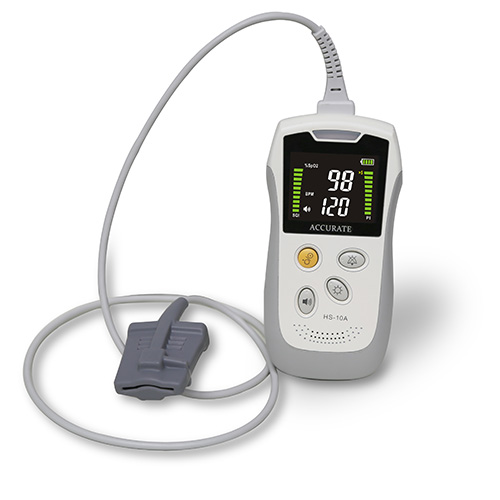 %SpO2
98
BPM
120
SQI
PI
ACCURATE
HS-10A